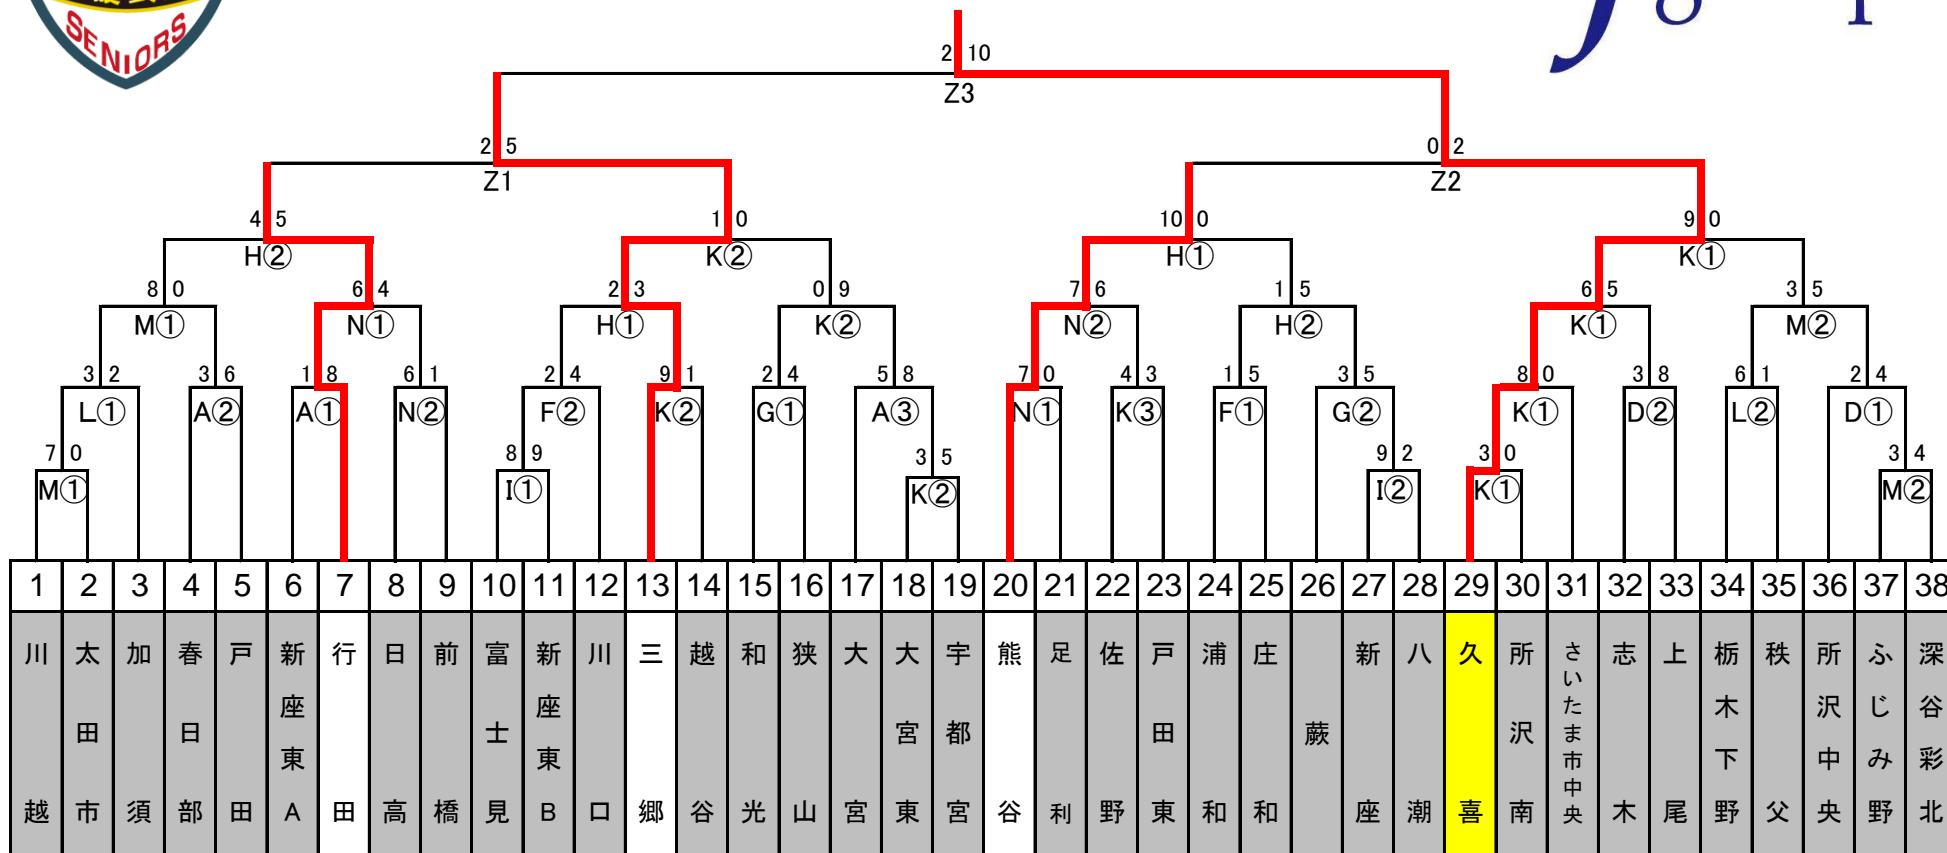 SENIORS
2 10
Z3
2 5
0 2
Z1
Z2
4 5
1 0
10 0
9 0
H②
K②
H①
K①
8 0
6 4
2 3
0 9
7 6
1 5
6 5
3 5
M①
N①
H①
K②
N②
H②
K①
M②
3 2
3 6
1 8
6 1
2 4
9 1
2 4
5 8
7 0
4 3
1 5
3 5
8 0
3 8
6 1
2 4
L①
A②
A①
N②
F②
K②
G①
A③
N①
K③
F①
G②
K①
D②
L②
D①
7 0
8 9
3 5
9 2
3 0
3 4
M①
I①
K②
I②
K①
M②
1 2 3 4 5 6 7 8 9 10 11 12 13 14 15 16 17 18 19 20 21 22 23 24 25 26 27 28 29 30 31 32 33 34 35 36 37 38
川越
太田市
加須
春日部
戸田
新座東A
行田
日高
前橋
富士見
新座東B
川口
三郷
越谷
和光
狭山
大宮
大宮東
宇都宮
熊谷
足利
佐野
戸田東
浦和
庄和
蕨
新座
八潮
久喜
所沢南
さいたま市中央
志木
上尾
栃木下野
秩父
所沢中央
ふじみ野
深谷彩北